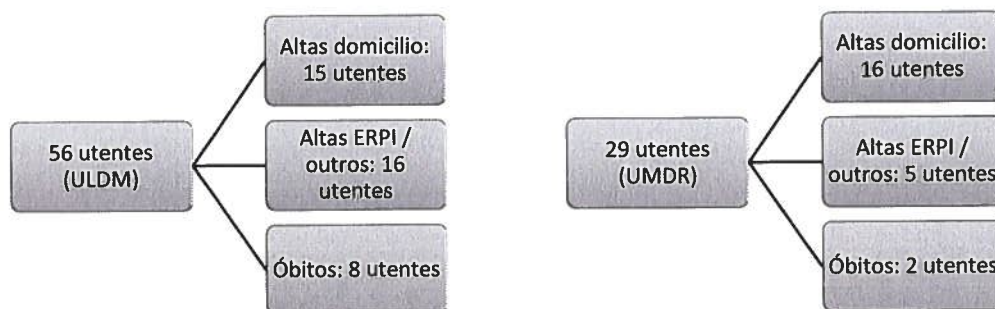 56 utentes
(ULDM)
Altas domicilio:
15 utentes
Altas ERPI /
outros: 16
utentes
Óbitos: 8 utentes
29 utentes
(UMDR)
Altas domicilio:
16 utentes
Altas ERPI /
outros: 5 utentes
Óbitos: 2 utentes